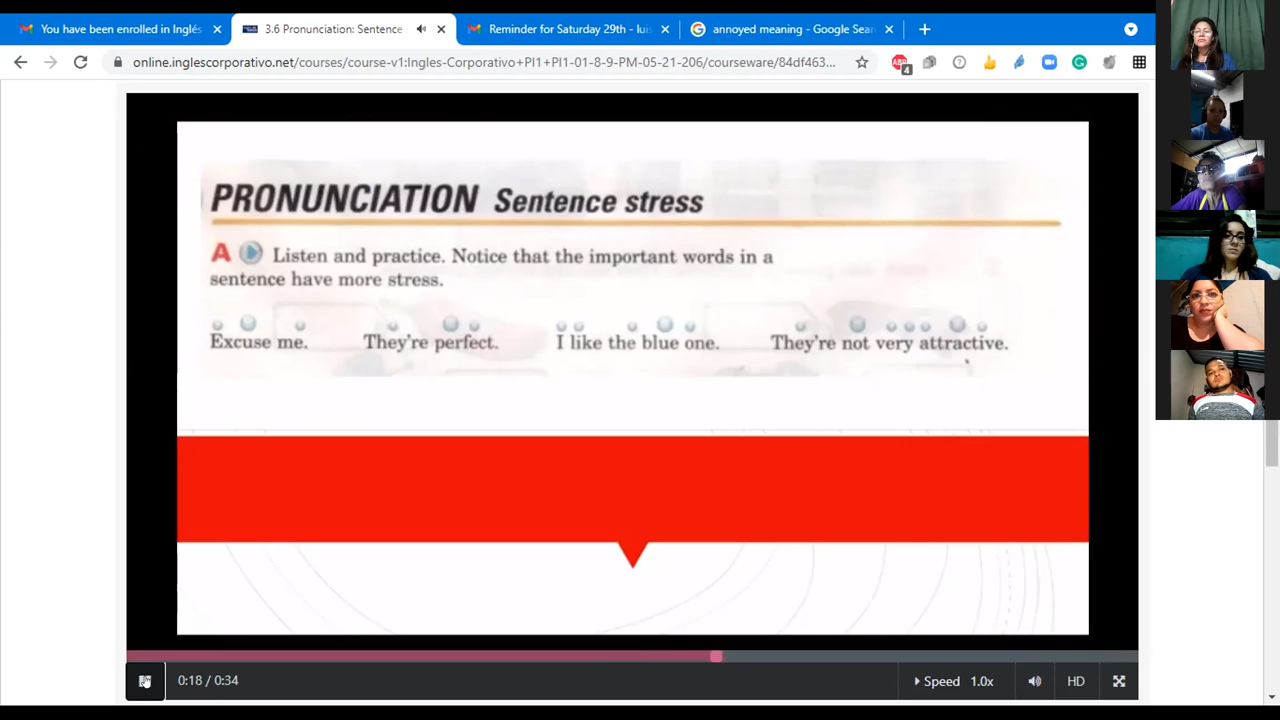 You have been enrolled in Inglés
3.6 Pronunciation: Sentence
Reminder for Saturday 29th - luis
annoyed meaning - Google Sear
online.inglescorporativo.net/courses/course-v1:Ingles-Corporativo+PI1+PI1-01-8-9-PM-05-21-206/courseware/84df463...
4
PRONUNCIATION Sentence stress
A Listen and practice. Notice that the important words in a
sentence have more stress.
Excuse me. They're perfect. I like the blue one. They're not very attractive.
0:18 / 0:34
Speed 1.0x
HD